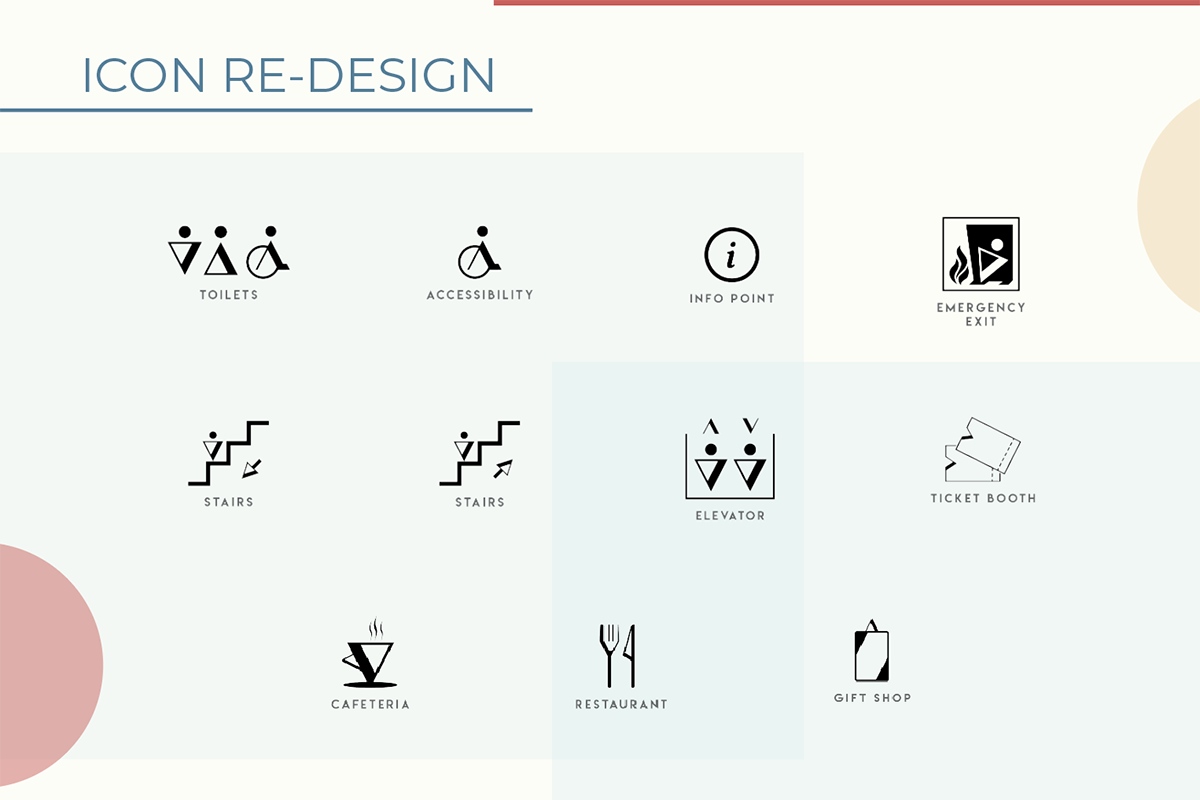 ICON RE-DESIGN
TOILETS
ACCESSIBILITY
i
INFO POINT
EMERGENCY
EXIT
STAIRS
STAIRS
ELEVATOR
TICKET BOOTH
CAFETERIA
RESTAURANT
GIFT SHOP